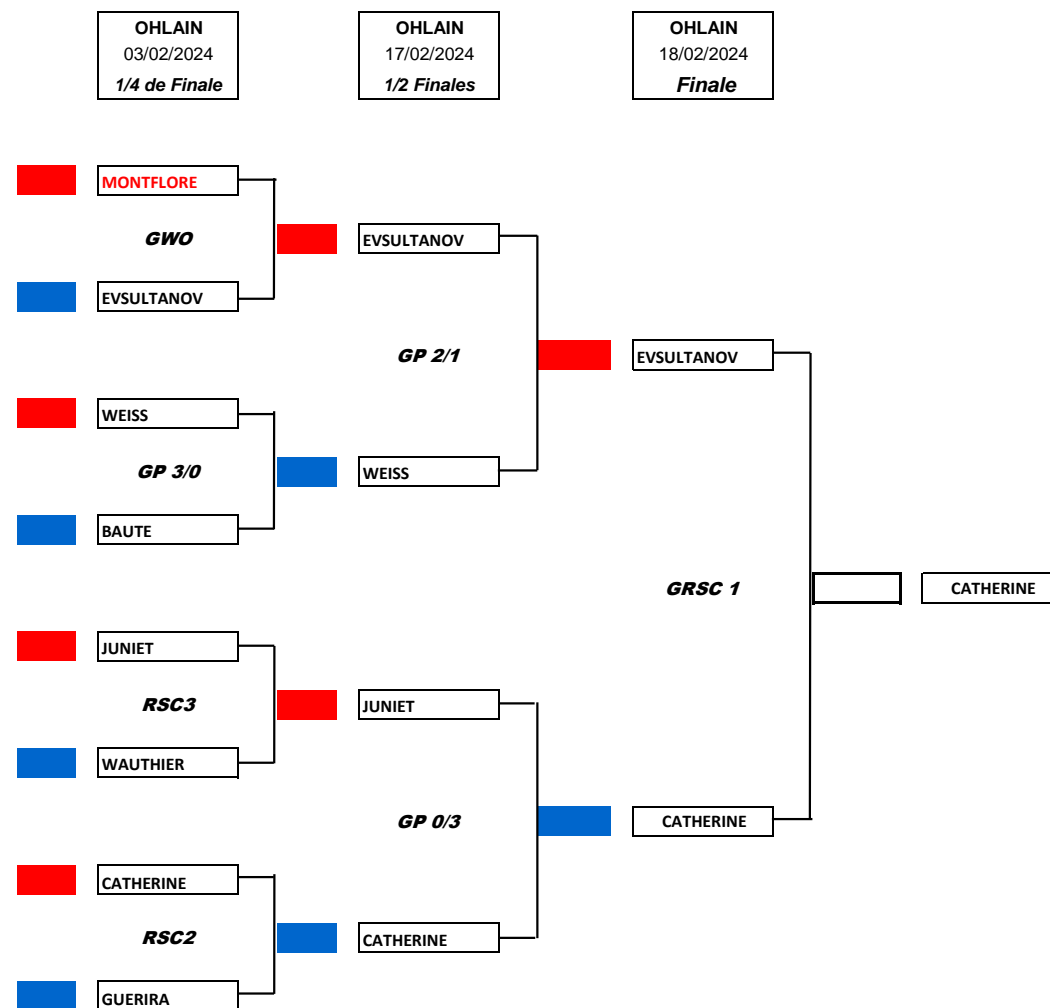 OHLAIN
03/02/2024
1/4 de Finale
OHLAIN
17/02/2024
1/2 Finales
OHLAIN
18/02/2024
Finale
MONTFLORE
GWO
EVSULTANOV
EVSULTANOV
GP 2/1
EVSULTANOV
WEISS
GP 3/0
WEISS
BAUTE
GRSC 1
CATHERINE
JUNIET
RSC3
JUNIET
WAUTHIER
GP 0/3
CATHERINE
CATHERINE
RSC2
CATHERINE
GUERIRA